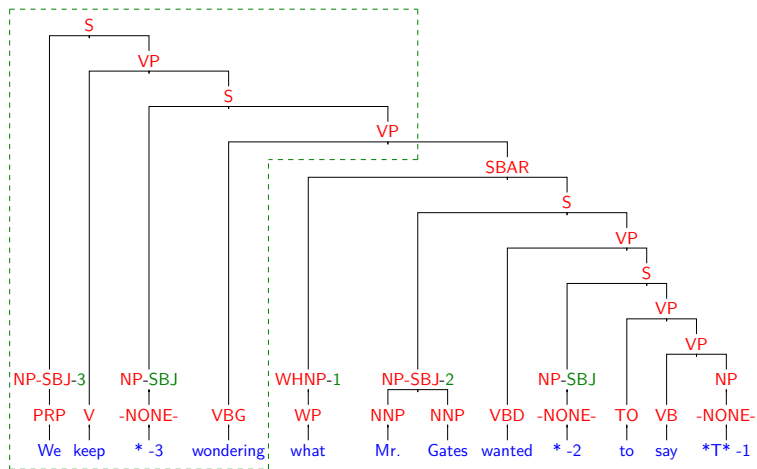 S
VP
S
VP
SBAR
S
VP
S
VP
VP
NP-SBJ-3 NP-SBJ WHNP-1 NP-SBJ-2 NP-SBJ NP
PRP V -NONE- VBG WP NNP NNP VBD -NONE- TO VB -NONE-
We keep * -3 wondering what Mr. Gates wanted * -2 to say *T* -1